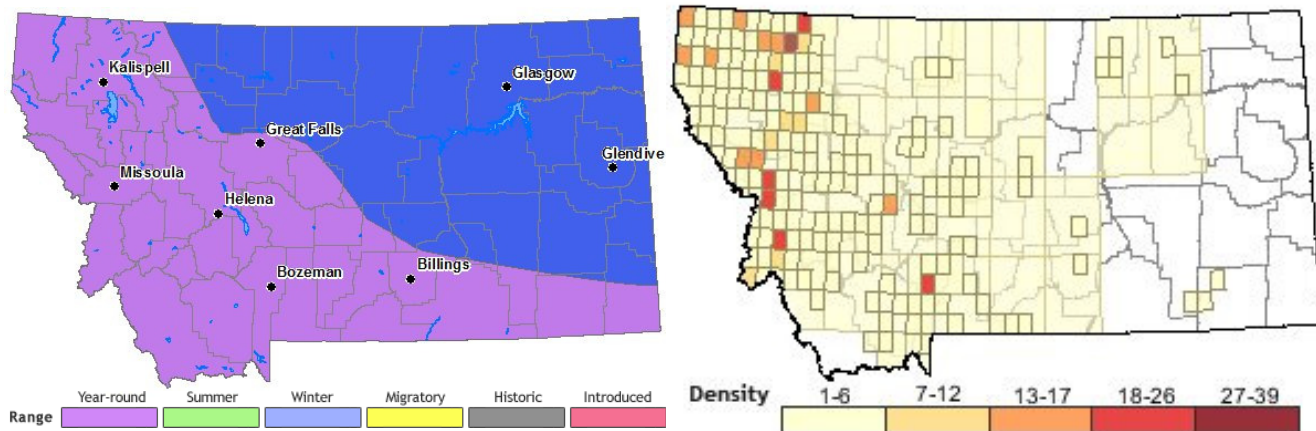 Kalispell
Glasgow
Great Falls
Glendive
Missoula
Helena
Bozeman
Billings
Year-round Summer Winter Migratory Historic Introduced
Range
Density 1-6 7-12 13-17 18-26 27-39